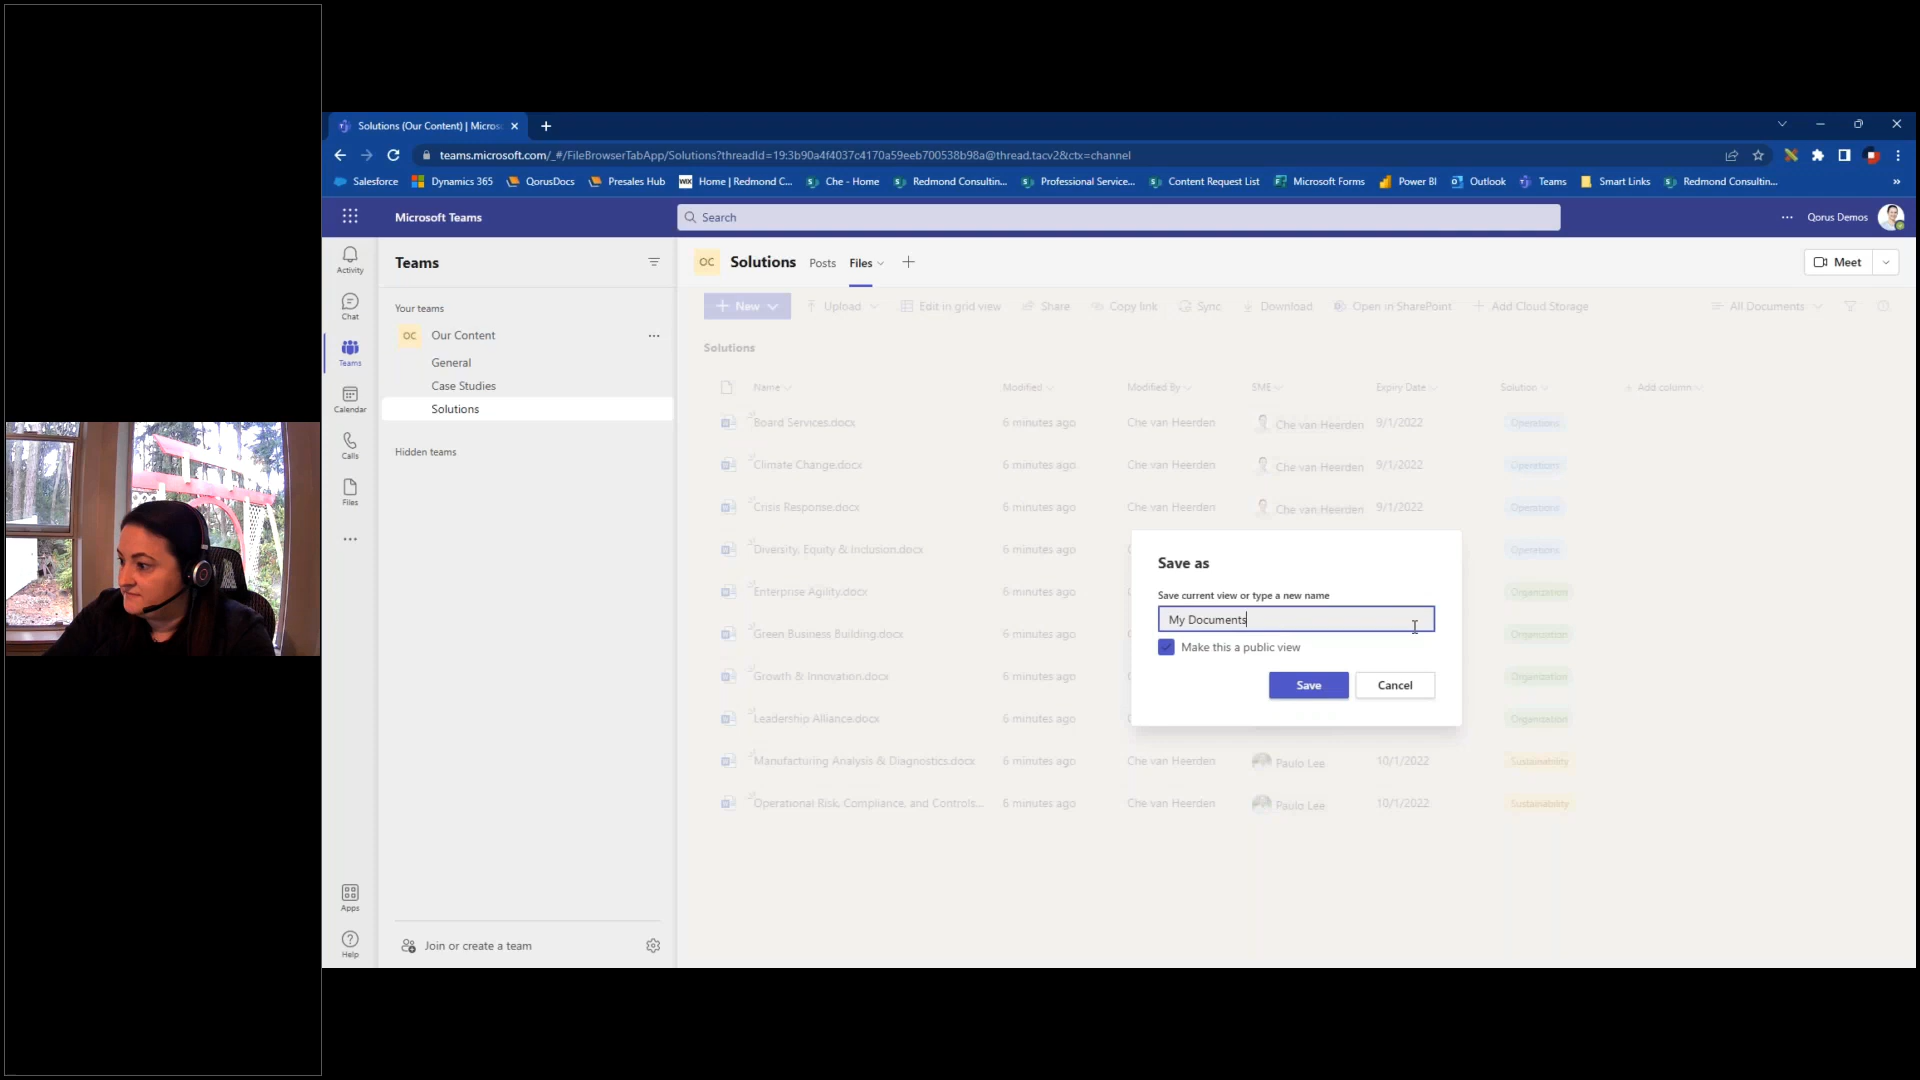 Solutions (Our Content) | Micros
teams.microsoft.com/_#/FileBrowserTabApp/Solutions?threadId=19:3b90a4f4037c4170a59eeb700538b98a@thread.tacv2&ctx=channel
Salesforce Dynamics 365 QorusDocs Presales Hub Home | Redmond C... Che - Home Redmond Consultin... Professional Service... Content Request List Microsoft Forms Power BI Outlook Teams Smart Links Redmond Consultin... »
Microsoft Teams Search Qorus Demos
Activity
Chat
Teams
Calendar
Calls
Files
Apps
Help
Teams
Your teams
OC Our Content
General
Case Studies
Solutions
Hidden teams
Join or create a team
OC Solutions Posts Files Meet
New Upload Edit in grid view Share Copy link Sync Download Open in SharePoint Add Cloud Storage All Documents
Solutions
Name Modified Modified By SME Expiry Date Solution Add column
Board Services.docx 6 minutes ago Che van Heerden Che van Heerden 9/1/2022 Operations
Climate Change.docx 6 minutes ago Che van Heerden Che van Heerden 9/1/2022 Operations
Crisis Response.docx 6 minutes ago Che van Heerden Che van Heerden 9/1/2022 Operations
Diversity, Equity & Inclusion.docx 6 minutes ago Operations
Enterprise Agility.docx 6 minutes ago Organization
Green Business Building.docx 6 minutes ago Organization
Growth & Innovation.docx 6 minutes ago Organization
Leadership Alliance.docx 6 minutes ago Organization
Manufacturing Analysis & Diagnostics.docx 6 minutes ago Che van Heerden Paulo Lee 10/1/2022 Sustainability
Operational Risk, Compliance, and Controls... 6 minutes ago Che van Heerden Paulo Lee 10/1/2022 Sustainability
Save as
Save current view or type a new name
My Documents
Make this a public view
Save Cancel